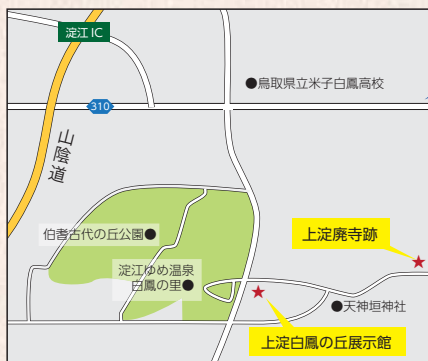 淀江 IC
●鳥取県立米子白鳳高校
310
山陰道
伯耆古代の丘公園●
上淀廃寺跡
淀江ゆめ温泉
白鳳の里●
●天神垣神社
上淀白鳳の丘展示館